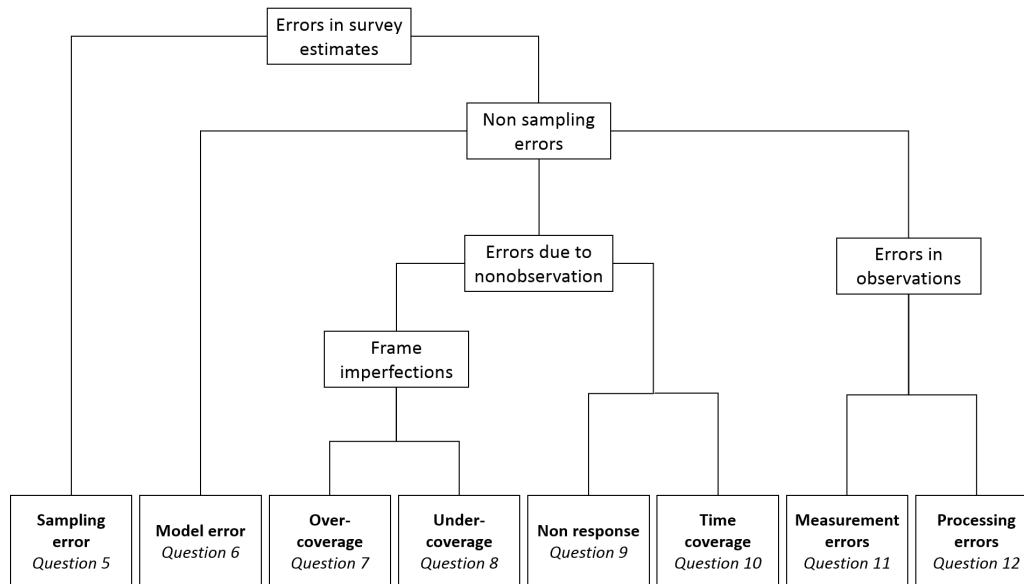 Errors in survey
estimates
Non sampling
errors
Errors due to
nonobservation
Errors in
observations
Frame
imperfections
Sampling
error
Question 5
Model error
Question 6
Over-
coverage
Question 7
Under-
coverage
Question 8
Non response
Question 9
Time
coverage
Question 10
Measurement
errors
Question 11
Processing
errors
Question 12